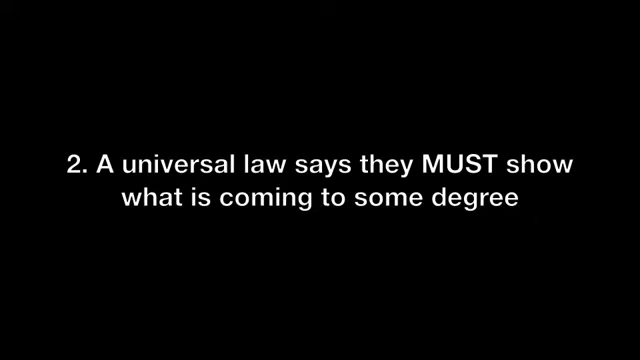 2. A universal law says they MUST show
what is coming to some degree